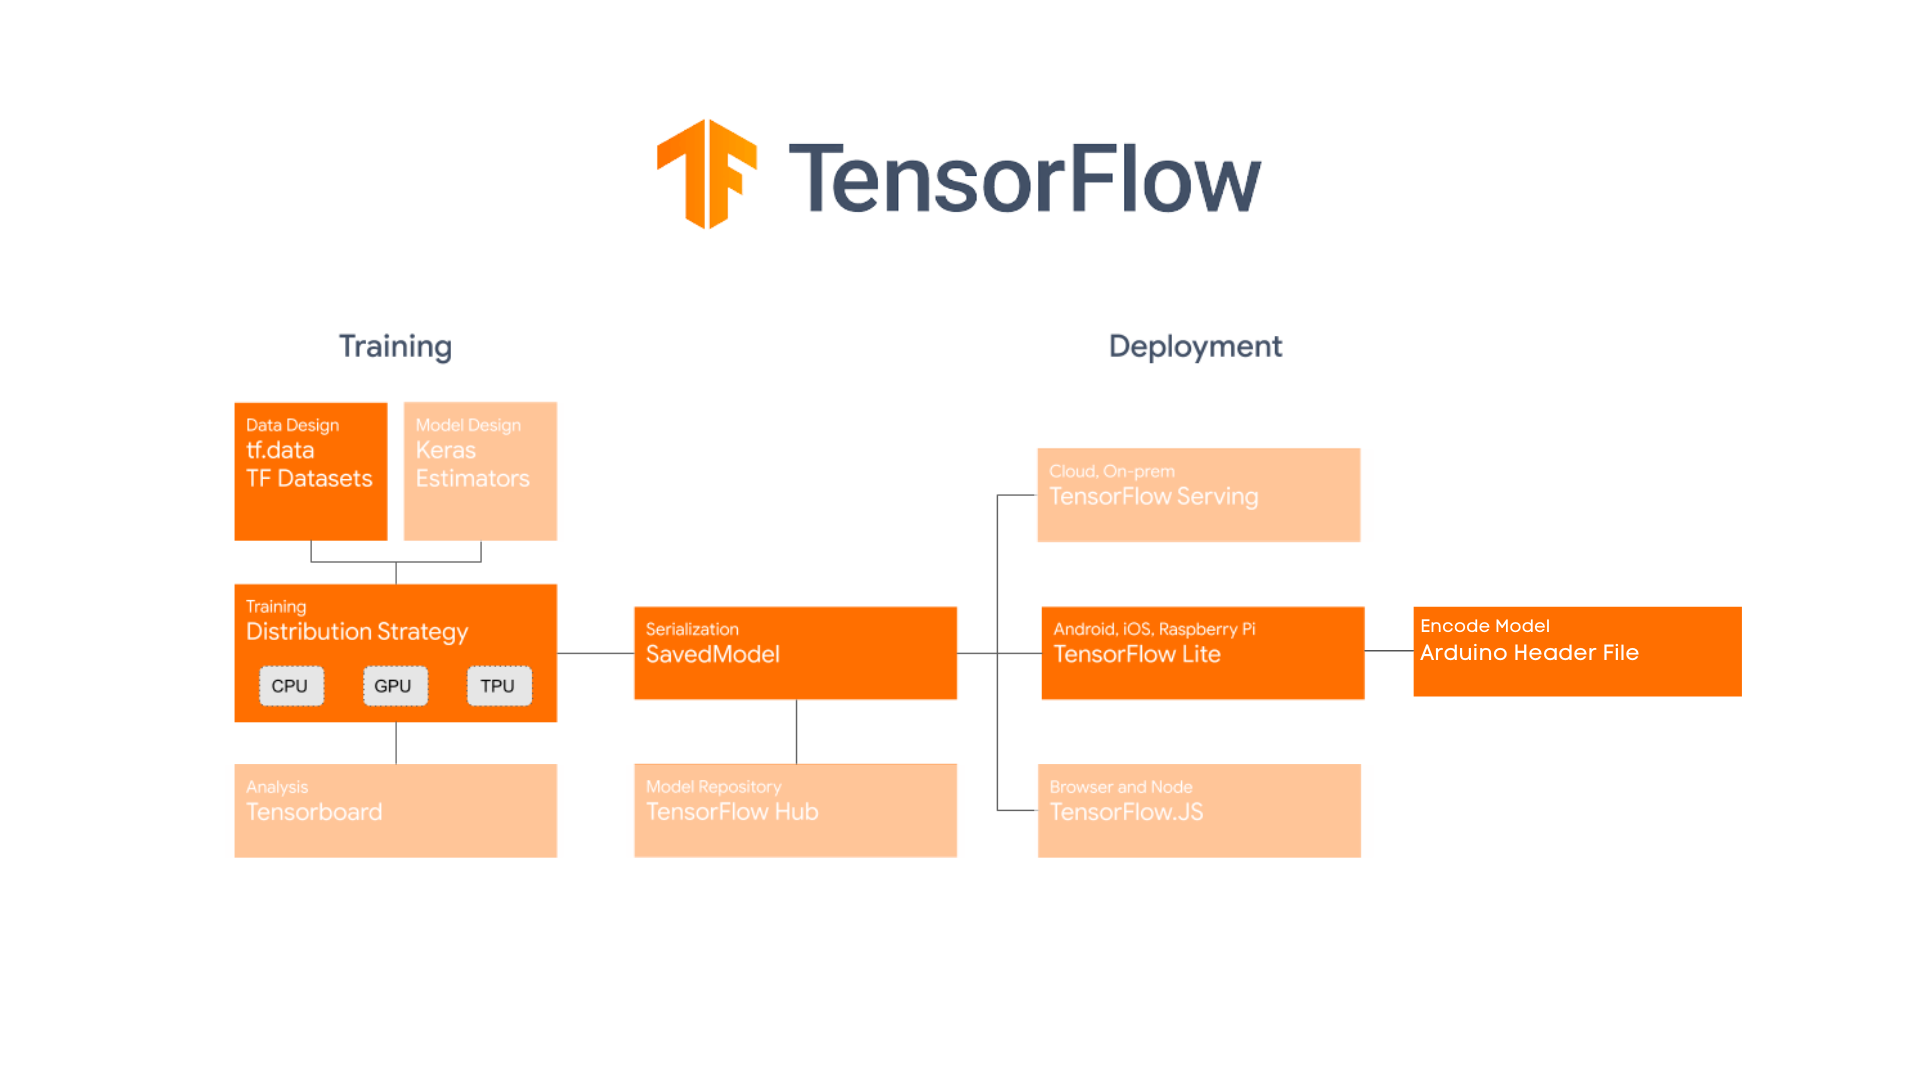 TensorFlow
Training
Deployment
Data Design
tf.data
TF Datasets
Model Design
Keras
Estimators
Training
Distribution Strategy
CPU
GPU
TPU
Analysis
Tensorboard
Serialization
SavedModel
Model Repository
TensorFlow Hub
Cloud, On-prem
TensorFlow Serving
Android, iOS, Raspberry Pi
TensorFlow Lite
Browser and Node
TensorFlow.JS
Encode Model
Arduino Header File